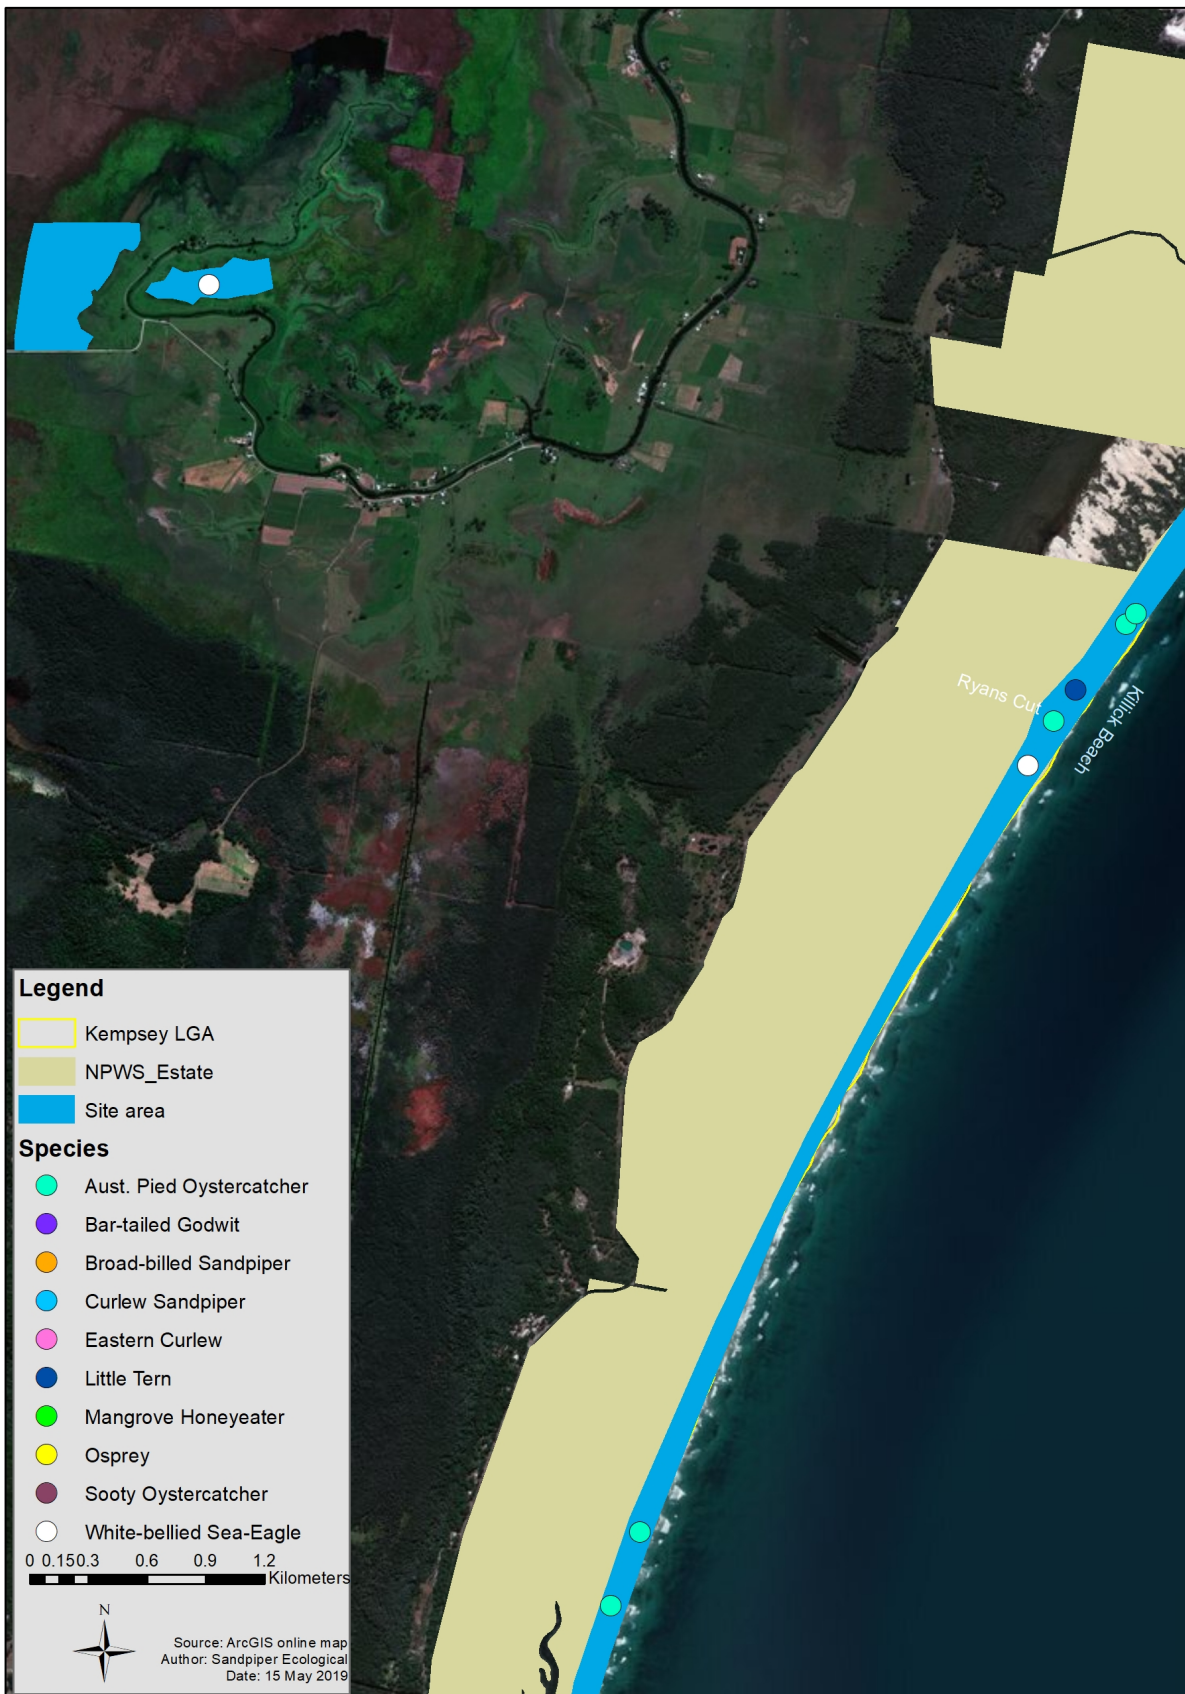 Ryans Cut
Killick Beach
Legend
Kempsey LGA
NPWS_Estate
Site area
Species
Aust. Pied Oystercatcher
Bar-tailed Godwit
Broad-billed Sandpiper
Curlew Sandpiper
Eastern Curlew
Little Tern
Mangrove Honeyeater
Osprey
Sooty Oystercatcher
White-bellied Sea-Eagle
0 0.150.3 0.6 0.9 1.2
Kilometers
N
Source: ArcGIS online map
Author: Sandpiper Ecological
Date: 15 May 2019